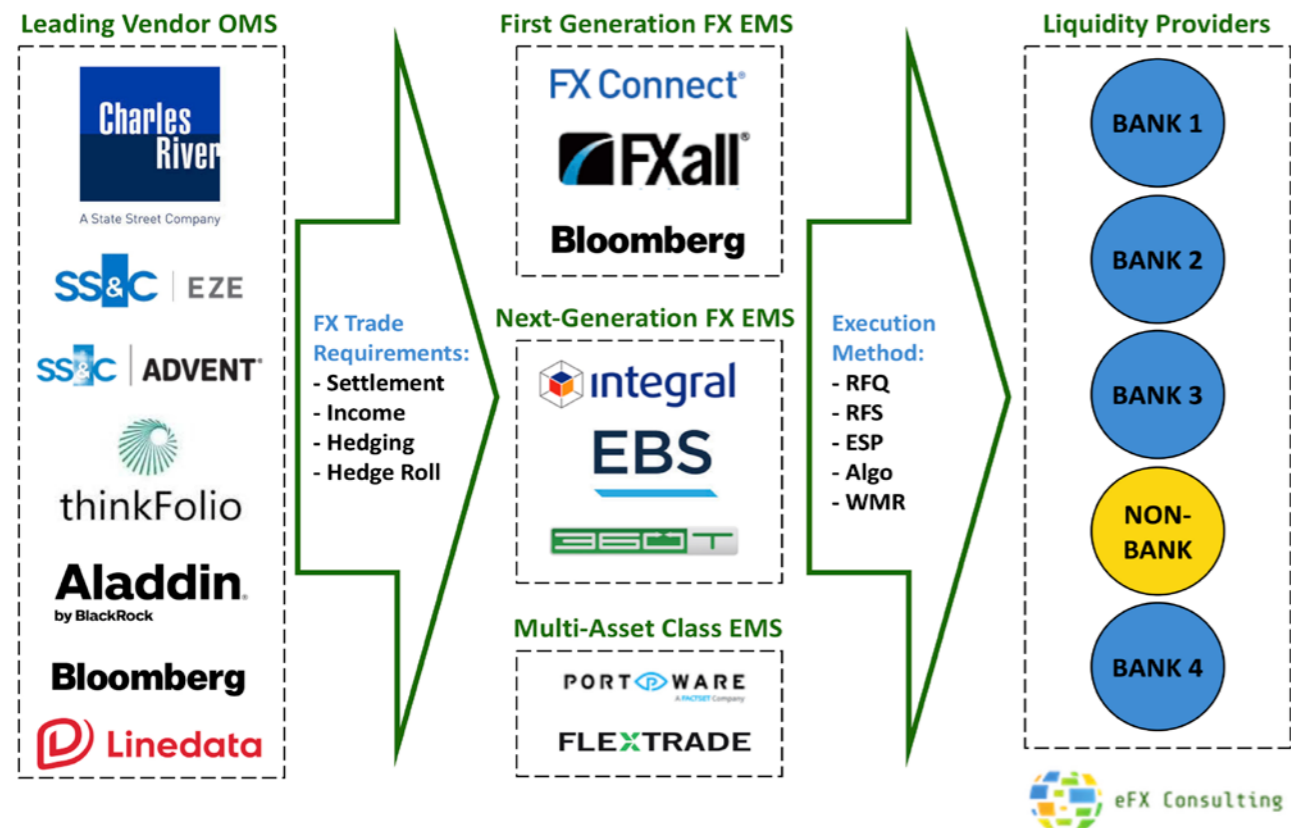 Leading Vendor OMS
Charles
River
A State Street Company
SS&C | EZE
SS&C | ADVENT®
thinkFolio
Aladdin®
by BlackRock
Bloomberg
Linedata
FX Trade
Requirements:
- Settlement
- Income
- Hedging
- Hedge Roll
First Generation FX EMS
FX Connect®
FXall®
Bloomberg
Next-Generation FX EMS
integral
EBS
360T
Multi-Asset Class EMS
PORTWARE
A FACTSET Company
FLEXTRADE
Execution
Method:
- RFQ
- RFS
- ESP
- Algo
- WMR
Liquidity Providers
BANK 1
BANK 2
BANK 3
NON-
BANK
BANK 4
eFX Consulting